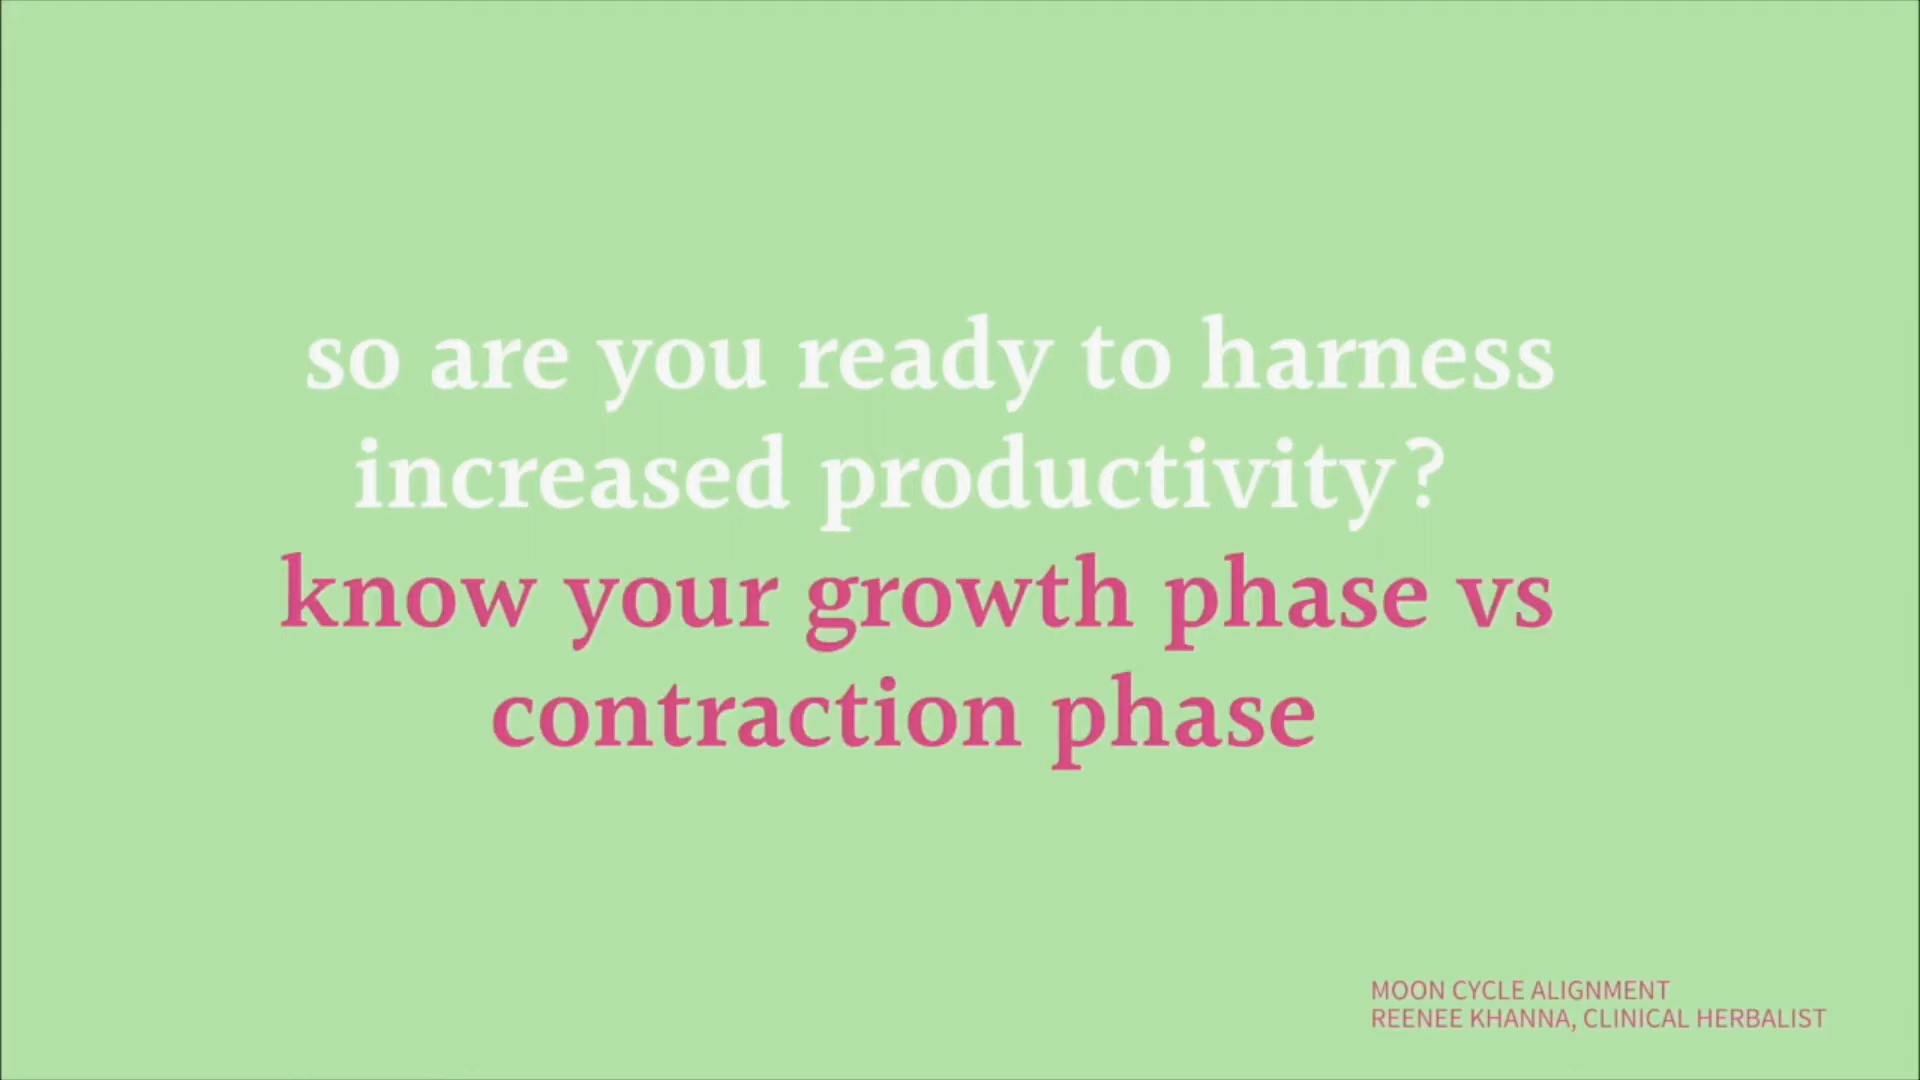 so are you ready to harness
increased productivity?
know your growth phase vs
contraction phase
MOON CYCLE ALIGNMENT
REENEE KHANNA, CLINICAL HERBALIST